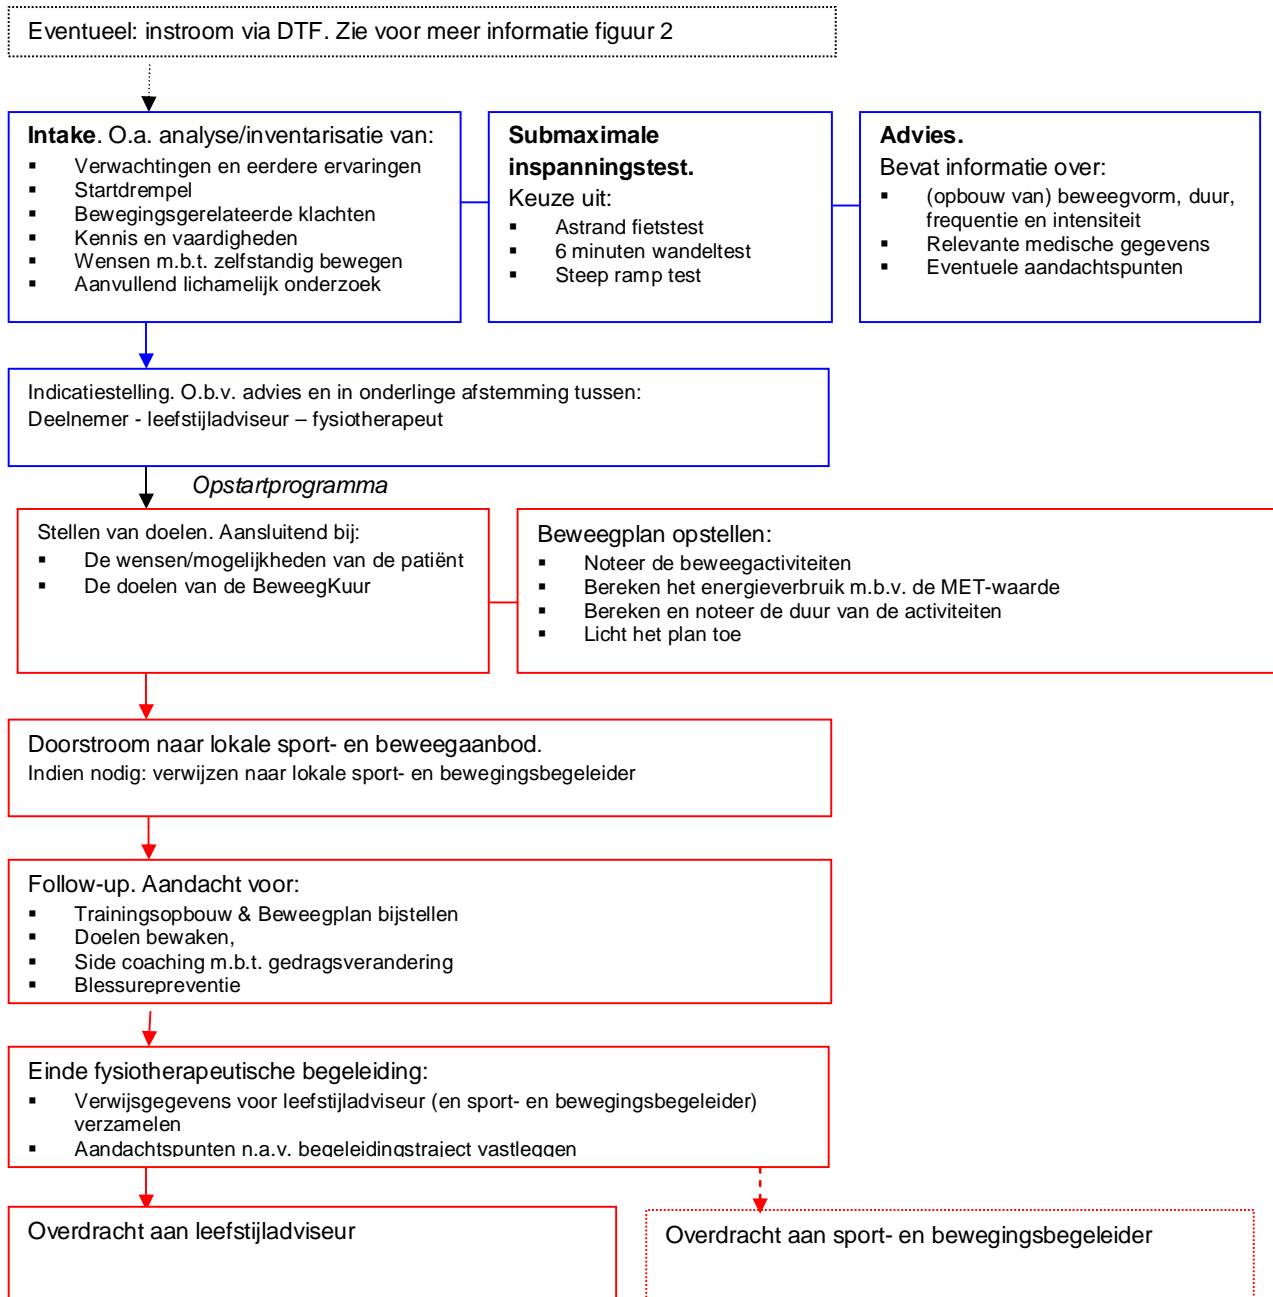 Eventueel: instroom via DTF. Zie voor meer informatie figuur 2
Intake. O.a. analyse/inventarisatie van:
▪ Verwachtingen en eerdere ervaringen
▪ Startdrempel
▪ Bewegingsgerelateerde klachten
▪ Kennis en vaardigheden
▪ Wensen m.b.t. zelfstandig bewegen
▪ Aanvullend lichamelijk onderzoek
Submaximale
inspanningstest.
Keuze uit:
▪ Astrand fietstest
▪ 6 minuten wandeltest
▪ Steep ramp test
Advies.
Bevat informatie over:
▪ (opbouw van) beweegvorm, duur,
frequentie en intensiteit
▪ Relevante medische gegevens
▪ Eventuele aandachtspunten
Indicatiestelling. O.b.v. advies en in onderlinge afstemming tussen:
Deelnemer - leefstijladviseur – fysiotherapeut
Opstartprogramma
Stellen van doelen. Aansluitend bij:
▪ De wensen/mogelijkheden van de patiënt
▪ De doelen van de BeweegKuur
Beweegplan opstellen:
▪ Noteer de beweegactiviteiten
▪ Bereken het energieverbruik m.b.v. de MET-waarde
▪ Bereken en noteer de duur van de activiteiten
▪ Licht het plan toe
Doorstroom naar lokale sport- en beweegaanbod.
Indien nodig: verwijzen naar lokale sport- en bewegingsbegeleider
Follow-up. Aandacht voor:
▪ Trainingsopbouw & Beweegplan bijstellen
▪ Doelen bewaken,
▪ Side coaching m.b.t. gedragsverandering
▪ Blessurepreventie
Einde fysiotherapeutische begeleiding:
▪ Verwijsgegevens voor leefstijladviseur (en sport- en bewegingsbegeleider)
verzamelen
▪ Aandachtspunten n.a.v. begeleidingstraject vastleggen
Overdracht aan leefstijladviseur
Overdracht aan sport- en bewegingsbegeleider